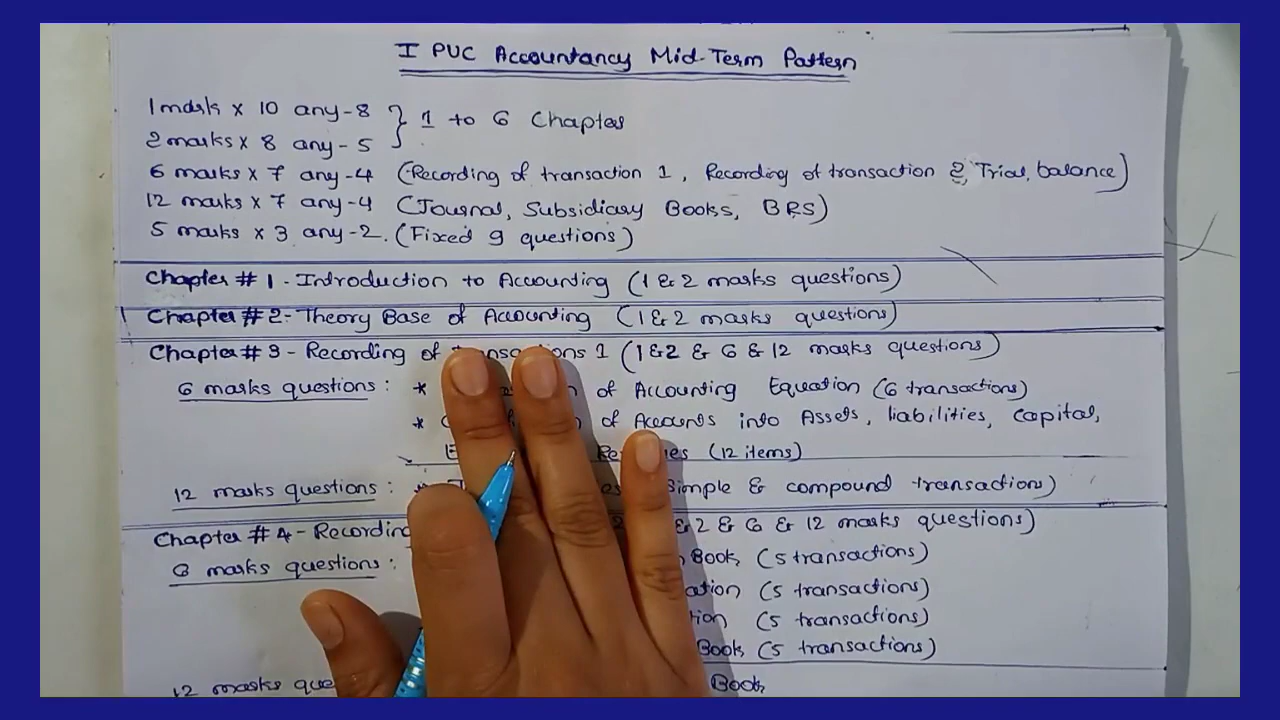 I PUC Accountancy Mid-Term Pattern
1 mark x 10 any-8
2 marks x 8 any-5 } 1 to 6 Chapter
6 marks x 7 any-4 (Recording of transaction 1, Recording of transaction 2, Trial balance)
12 marks x 7 any-4 (Journal, Subsidiary Books, BRS)
5 marks x 3 any-2. (Fixed 9 questions)
Chapter # 1 - Introduction to Accounting (1 & 2 marks questions)
Chapter # 2 - Theory Base of Accounting (1 & 2 marks questions)
Chapter # 3 - Recording of transactions 1 (1 & 2 & 6 & 12 marks questions)
6 marks questions : * of Accounting Equation (6 transactions)
* of Accounts into Assets, liabilities, capital,
(12 items)
12 marks questions : * simple & compound transaction)
Chapter # 4 - Recording & 2 & 6 & 12 marks questions)
6 marks questions : Book (5 transactions)
(5 transactions)
(5 transactions)
Book (5 transactions)
12 marks Book